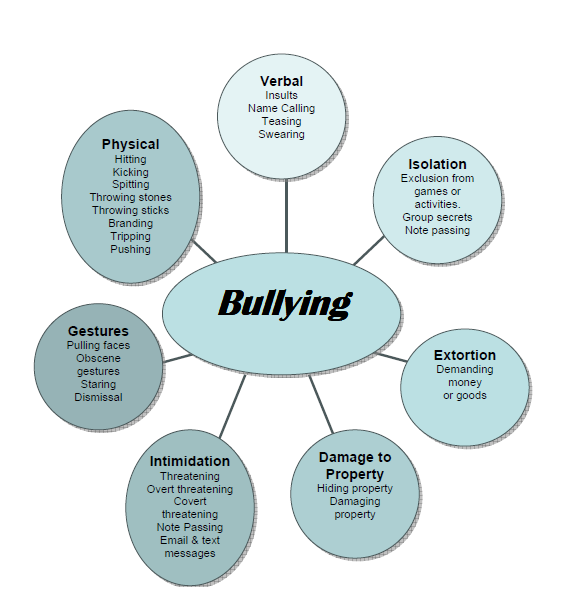 Verbal
Insults
Name Calling
Teasing
Swearing
Physical
Hitting
Kicking
Spitting
Throwing stones
Throwing sticks
Branding
Tripping
Pushing
Isolation
Exclusion from
games or
activities.
Group secrets
Note passing
Bullying
Gestures
Pulling faces
Obscene
gestures
Staring
Dismissal
Extortion
Demanding
money
or goods
Intimidation
Threatening
Overt threatening
Covert
threatening
Note Passing
Email & text
messages
Damage to
Property
Hiding property
Damaging
property